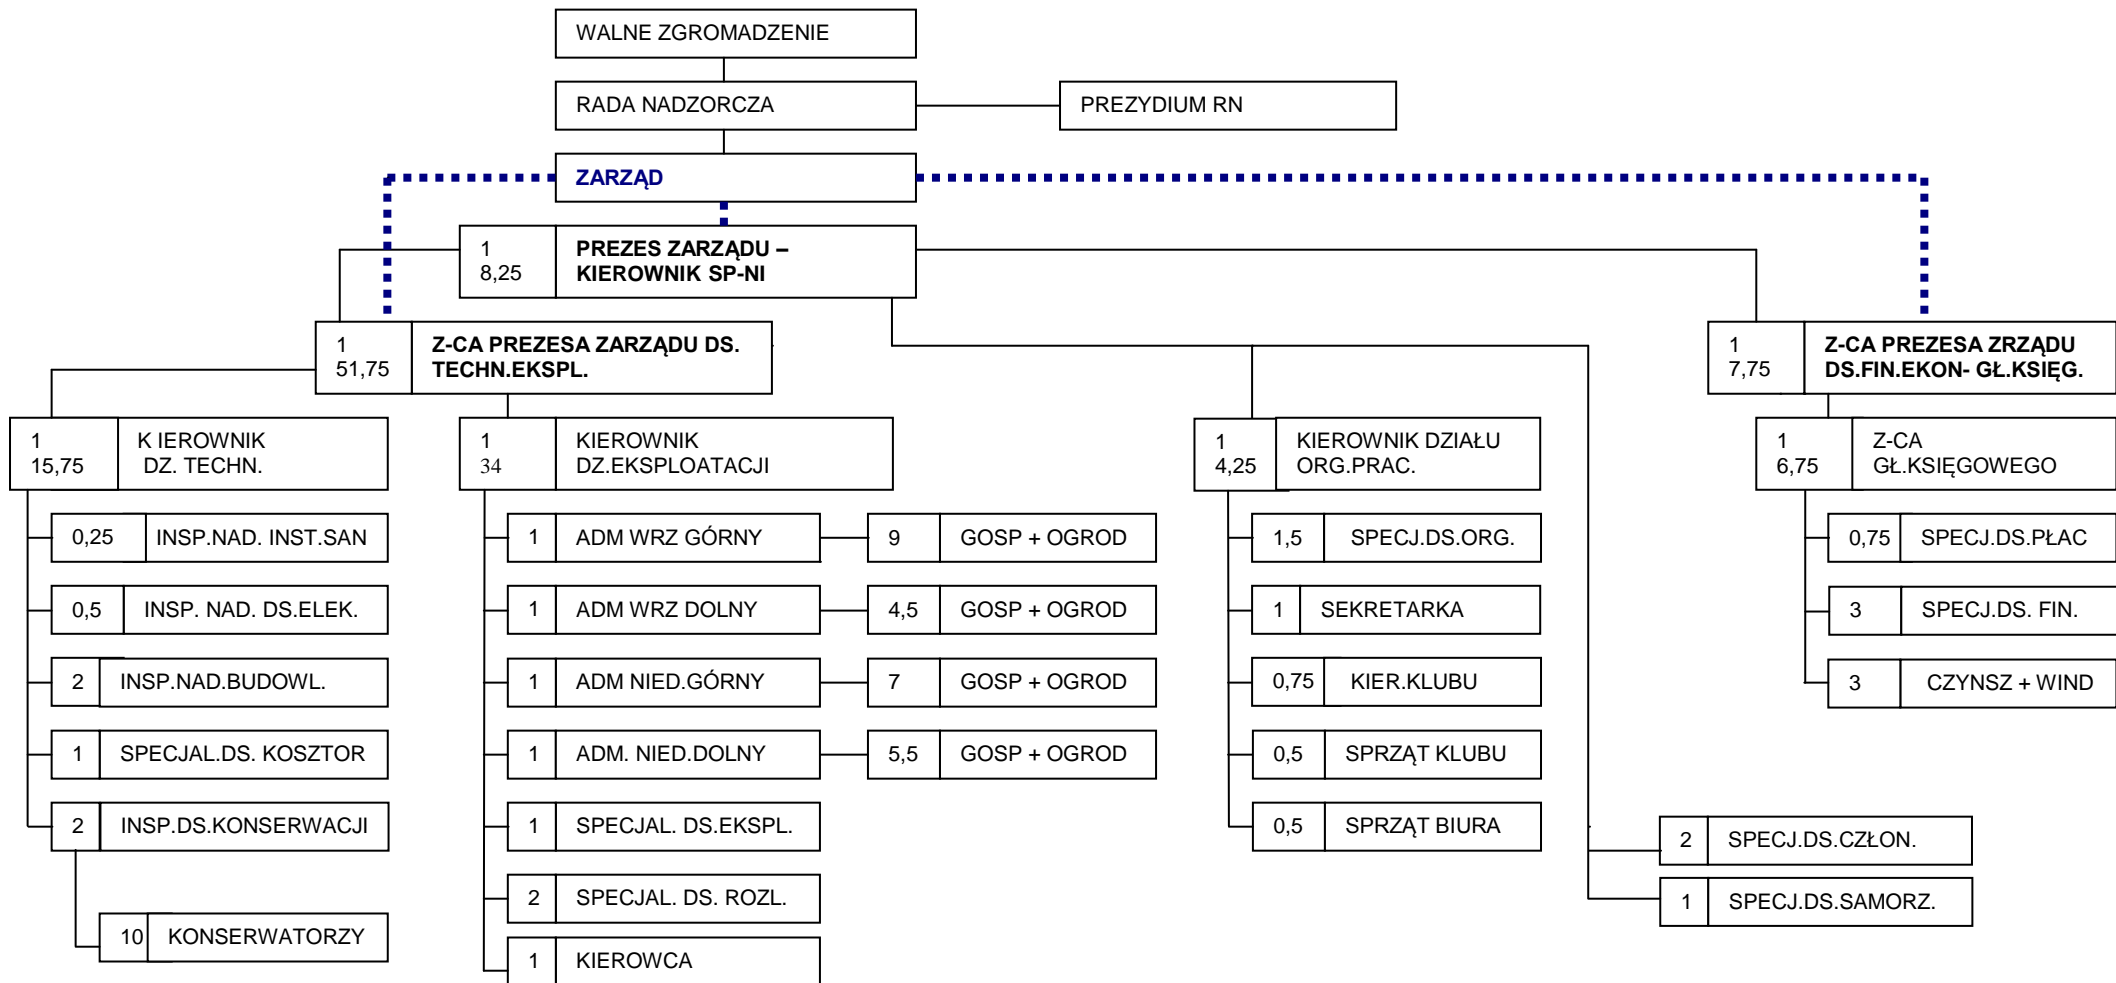 WALNE ZGROMADZENIE
RADA NADZORCZA
PREZYDIUM RN
ZARZĄD
1
8,25
PREZES ZARZĄDU –
KIEROWNIK SP-NI
1
51,75
Z-CA PREZESA ZARZĄDU DS.
TECHN.EKSPL.
1
7,75
Z-CA PREZESA ZRZĄDU
DS.FIN.EKON- GŁ.KSIĘG.
1
15,75
K IEROWNIK
DZ. TECHN.
1
34
KIEROWNIK
DZ.EKSPLOATACJI
1
4,25
KIEROWNIK DZIAŁU
ORG.PRAC.
1
6,75
Z-CA
GŁ.KSIĘGOWEGO
0,25 INSP.NAD. INST.SAN
0,5 INSP. NAD. DS.ELEK.
2 INSP.NAD.BUDOWL.
1 SPECJAL.DS. KOSZTOR
2 INSP.DS.KONSERWACJI
10 KONSERWATORZY
1 ADM WRZ GÓRNY
9 GOSP + OGROD
1 ADM WRZ DOLNY
4,5 GOSP + OGROD
1 ADM NIED.GÓRNY
7 GOSP + OGROD
1 ADM. NIED.DOLNY
5,5 GOSP + OGROD
1 SPECJAL. DS.EKSPL.
2 SPECJAL. DS. ROZL.
1 KIEROWCA
1,5 SPECJ.DS.ORG.
1 SEKRETARKA
0,75 KIER.KLUBU
0,5 SPRZĄT KLUBU
0,5 SPRZĄT BIURA
2 SPECJ.DS.CZŁON.
1 SPECJ.DS.SAMORZ.
0,75 SPECJ.DS.PŁAC
3 SPECJ.DS. FIN.
3 CZYNSZ + WIND